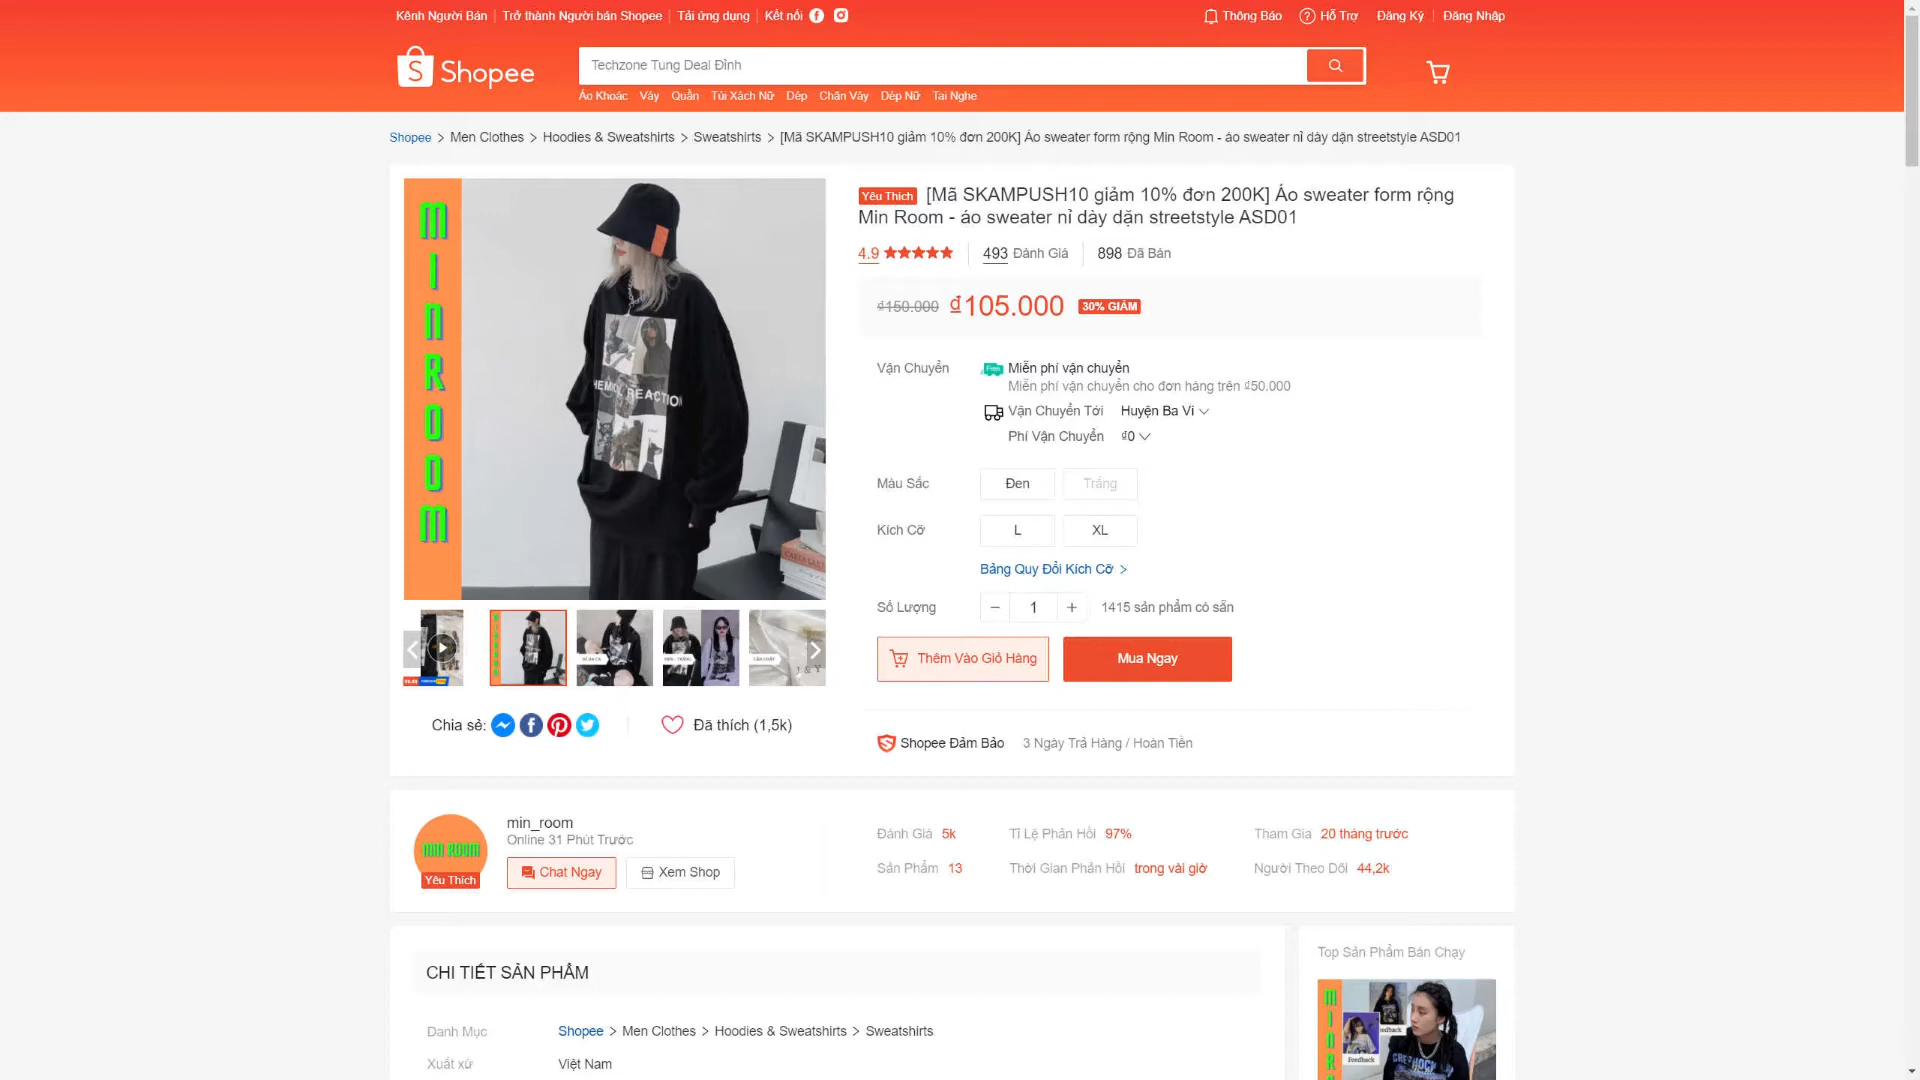 Kênh Người Bán | Trở thành Người bán Shopee | Tải ứng dụng | Kết nối
Thông Báo Hỗ Trợ Đăng Ký | Đăng Nhập
Shopee
Techzone Tung Deal Đỉnh
Áo Khoác Váy Quần Túi Xách Nữ Dép Chân Váy Dép Nữ Tai Nghe
Shopee > Men Clothes > Hoodies & Sweatshirts > Sweatshirts > [Mã SKAMPUSH10 giảm 10% đơn 200K] Áo sweater form rộng Min Room - áo sweater nỉ dày dặn streetstyle ASD01
MINROOM
HEMICAL REACTION
Yêu Thích [Mã SKAMPUSH10 giảm 10% đơn 200K] Áo sweater form rộng
Min Room - áo sweater nỉ dày dặn streetstyle ASD01
4.9 493 Đánh Giá 898 Đã Bán
₫150.000 ₫105.000 30% GIẢM
Vận Chuyển Miễn phí vận chuyển
Miễn phí vận chuyển cho đơn hàng trên ₫50.000
Vận Chuyển Tới Huyện Ba Vì
Phí Vận Chuyển ₫0
Màu Sắc Đen Trắng
Kích Cỡ L XL
Bảng Quy Đổi Kích Cỡ >
Số Lượng 1 1415 sản phẩm có sẵn
Thêm Vào Giỏ Hàng Mua Ngay
Chia sẻ: Đã thích (1,5k)
Shopee Đảm Bảo 3 Ngày Trả Hàng / Hoàn Tiền
MIN ROOM
Yêu Thích
min_room
Online 31 Phút Trước
Chat Ngay Xem Shop
Đánh Giá 5k Tỉ Lệ Phản Hồi 97% Tham Gia 20 tháng trước
Sản Phẩm 13 Thời Gian Phản Hồi trong vài giờ Người Theo Dõi 44,2k
CHI TIẾT SẢN PHẨM
Danh Mục Shopee > Men Clothes > Hoodies & Sweatshirts > Sweatshirts
Xuất xứ Việt Nam
Top Sản Phẩm Bán Chạy
MINR
Feedback